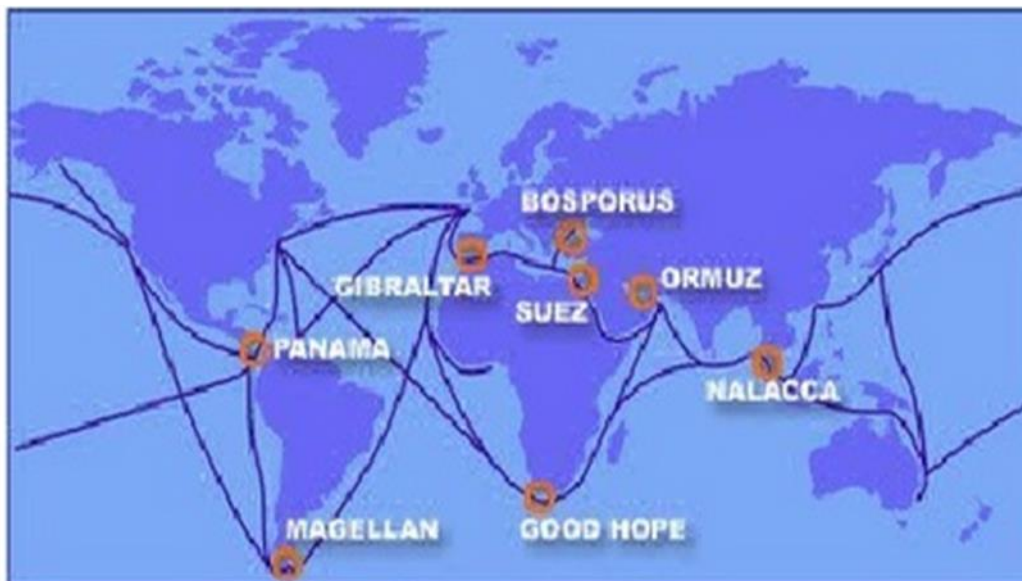 BOSPORUS
ORMUZ
GIBRALTAR
SUEZ
PANAMA
NALACCA
MAGELLAN
GOOD HOPE